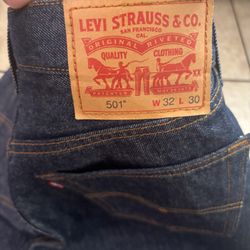 LEVI STRAUSS & CO.
SAN FRANCISCO
CAL.
ORIGINAL RIVETED
QUALITY CLOTHING
XX
501
W 32 L 30